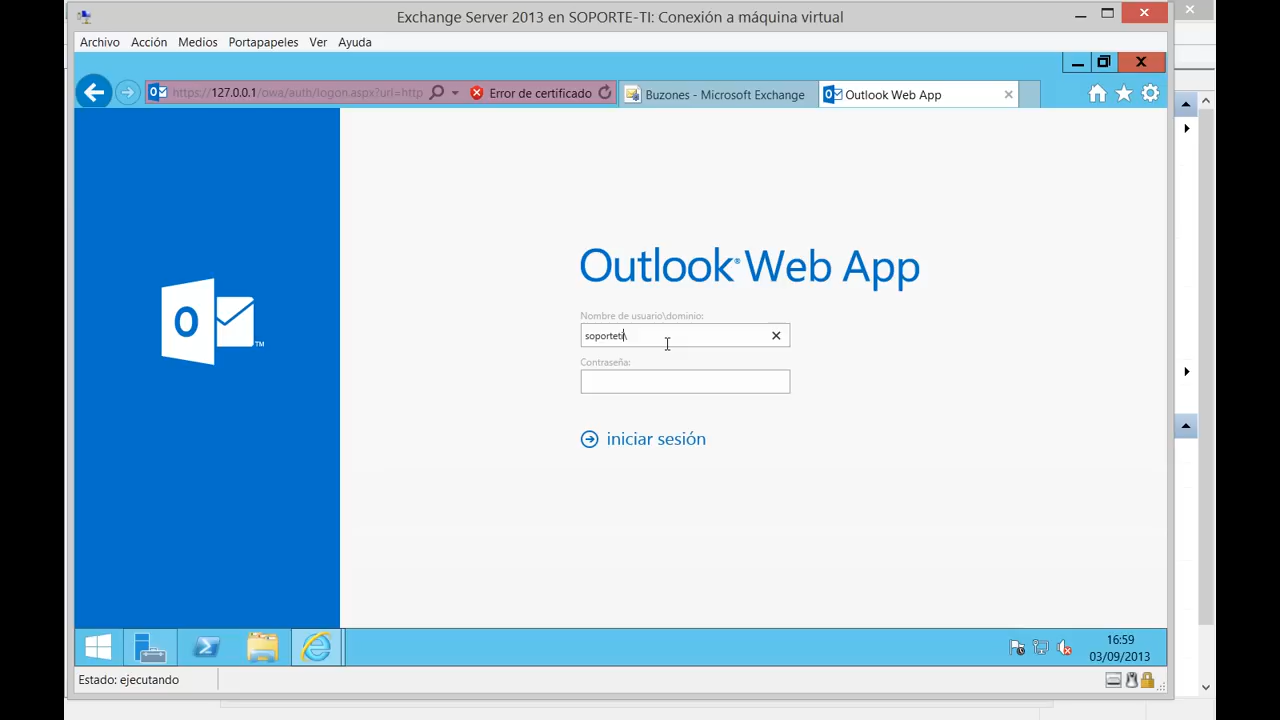 Exchange Server 2013 en SOPORTE-TI: Conexión a máquina virtual
Archivo Acción Medios Portapapeles Ver Ayuda
https://127.0.0.1/owa/auth/logon.aspx?url=http Error de certificado Buzones - Microsoft Exchange Outlook Web App
Outlook® Web App
Nombre de usuario\dominio:
soporteti\
Contraseña:
iniciar sesión
O
TM
16:59
03/09/2013
Estado: ejecutando